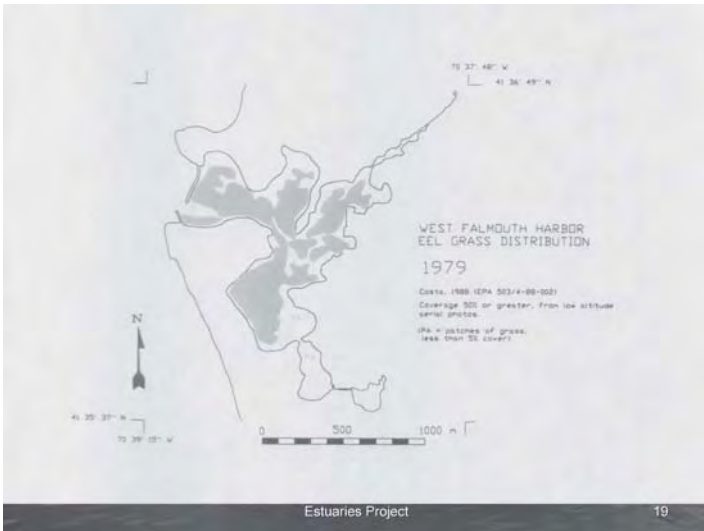 70 37' 48" W
41 36' 49" N
WEST FALMOUTH HARBOR
EEL GRASS DISTRIBUTION
1979
Costa, 1988 (EPA 503/4-88-002)
Coverage 50% or greater, from low altitude
aerial photos.
(PA = patches of grass,
less than 5% cover)
N
41 35' 37" N
70 39' 15" W
0 500 1000 m
Estuaries Project 19